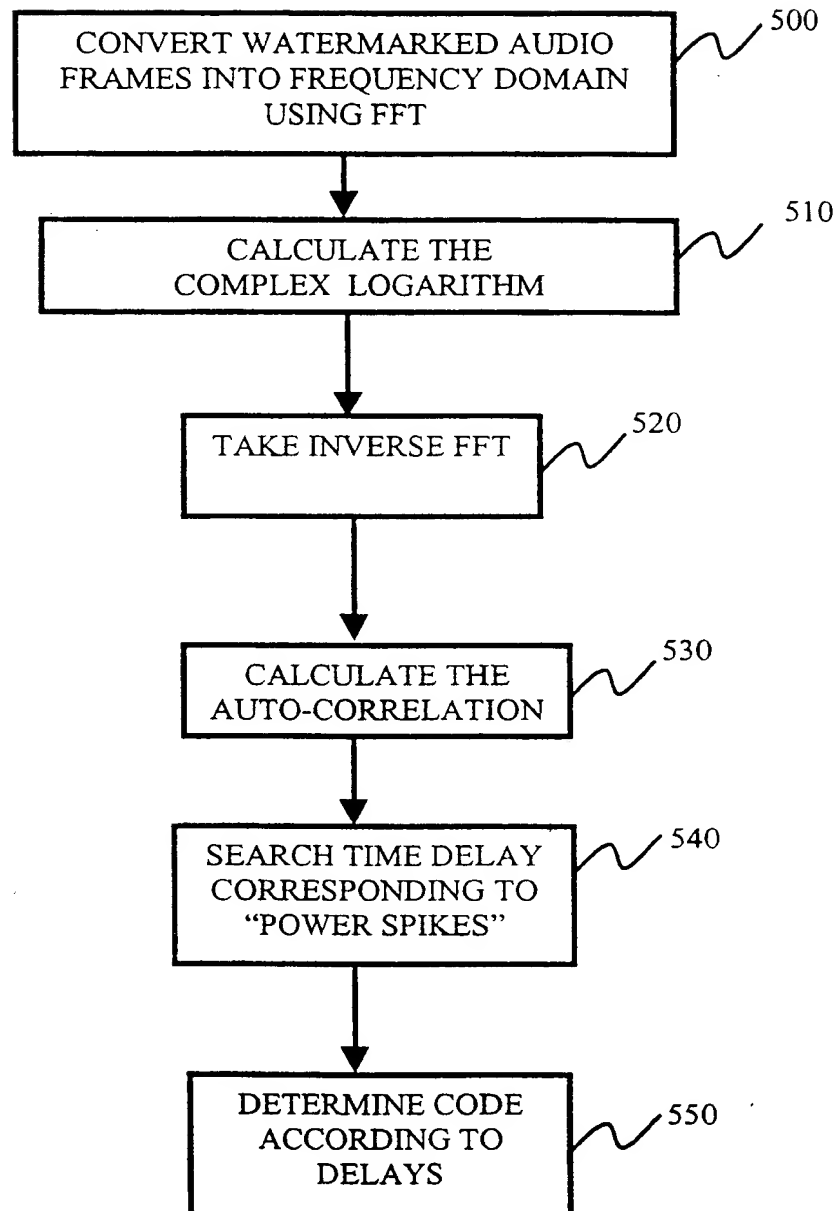 CONVERT WATERMARKED AUDIO
FRAMES INTO FREQUENCY DOMAIN
USING FFT
500
CALCULATE THE
COMPLEX LOGARITHM
510
TAKE INVERSE FFT
520
CALCULATE THE
AUTO-CORRELATION
530
SEARCH TIME DELAY
CORRESPONDING TO
“POWER SPIKES”
540
DETERMINE CODE
ACCORDING TO
DELAYS
550